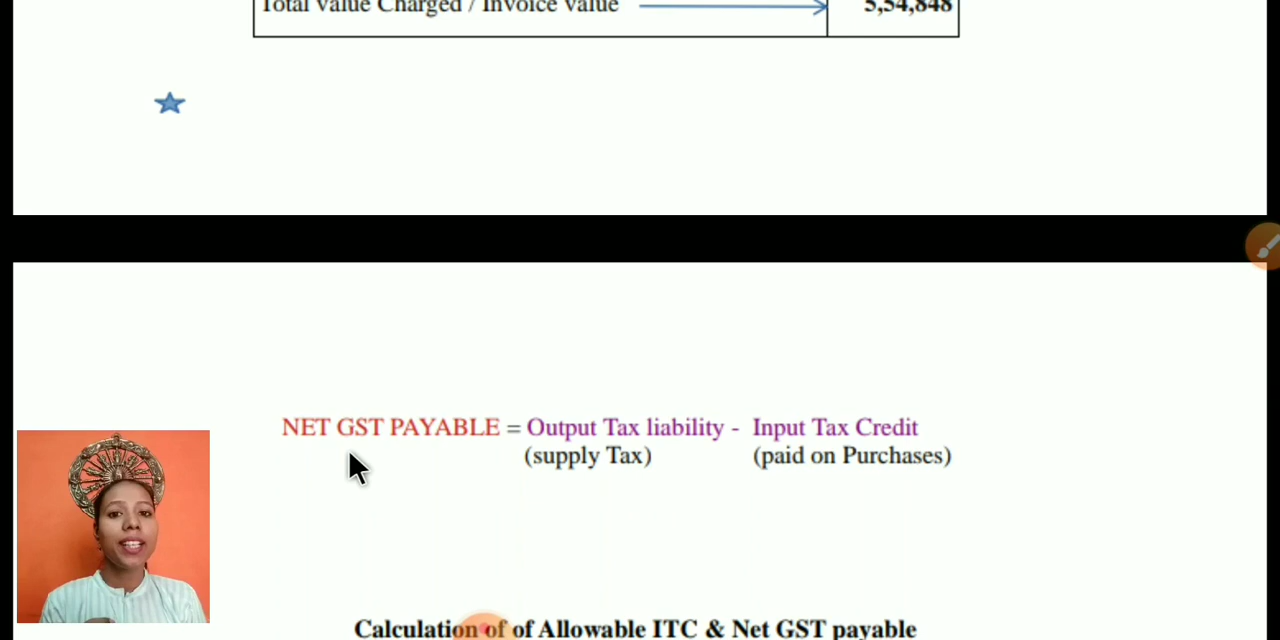 Total Value Charged / Invoice Value 5,54,848
NET GST PAYABLE = Output Tax liability - Input Tax Credit
(supply Tax) (paid on Purchases)
Calculation of of Allowable ITC & Net GST payable